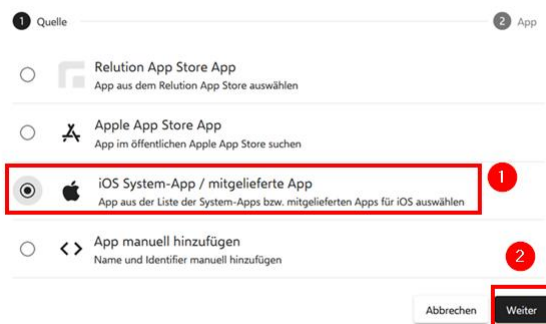 1 Quelle
2 App
Relution App Store App
App aus dem Relution App Store auswählen
Apple App Store App
App im öffentlichen Apple App Store suchen
1
iOS System-App / mitgelieferte App
App aus der Liste der System-Apps bzw. mitgelieferten Apps für iOS auswählen
App manuell hinzufügen
Name und Identifier manuell hinzufügen
2
Abbrechen
Weiter